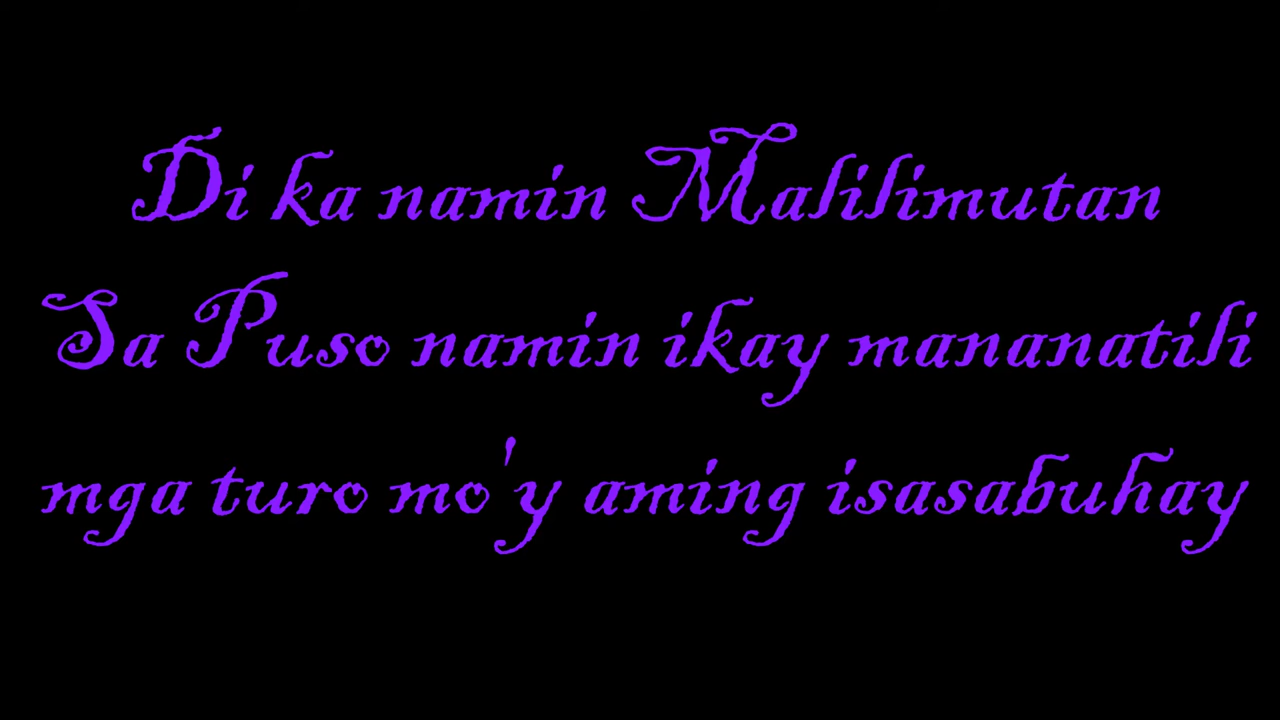 Di ka namin Malilimutan
Sa Puso namin ikay mananatili
mga turo mo'y aming isasabuhay